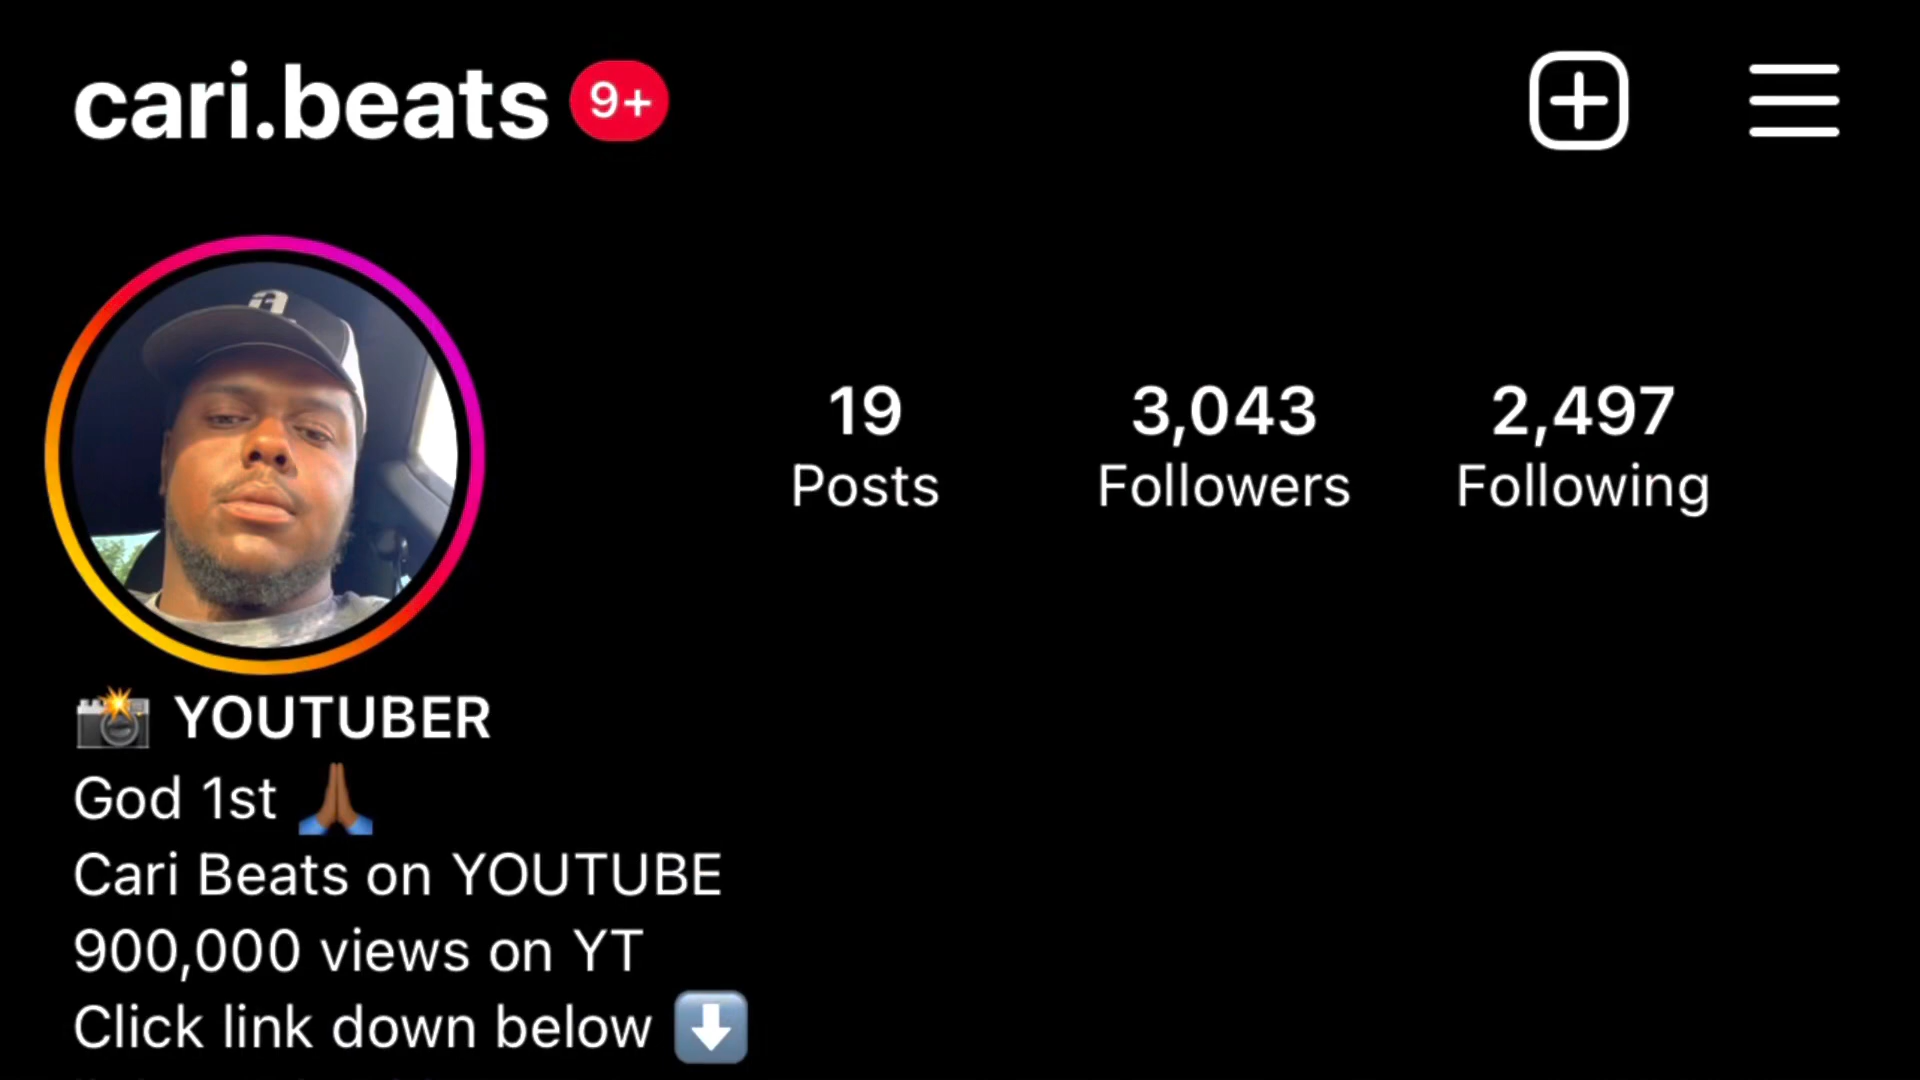 cari.beats 9+
19 3,043 2,497
Posts Followers Following
📸 YOUTUBER
God 1st 🙏🏾
Cari Beats on YOUTUBE
900,000 views on YT
Click link down below ⬇️